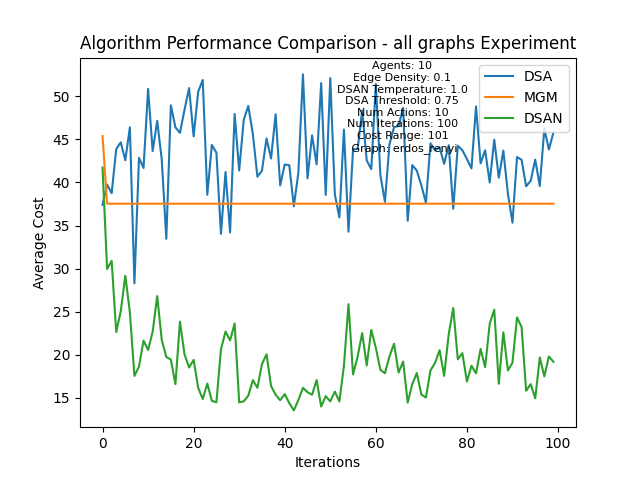 Algorithm Performance Comparison - all graphs Experiment
Agents: 10
Edge Density: 0.1
DSAN Temperature: 1.0
DSA Threshold: 0.75
Num Actions: 10
Num Iterations: 100
Cost Range: 101
Graph: erdos_renyi
DSA
MGM
DSAN
Average Cost
50
45
40
35
30
25
20
15
0 20 40 60 80 100
Iterations